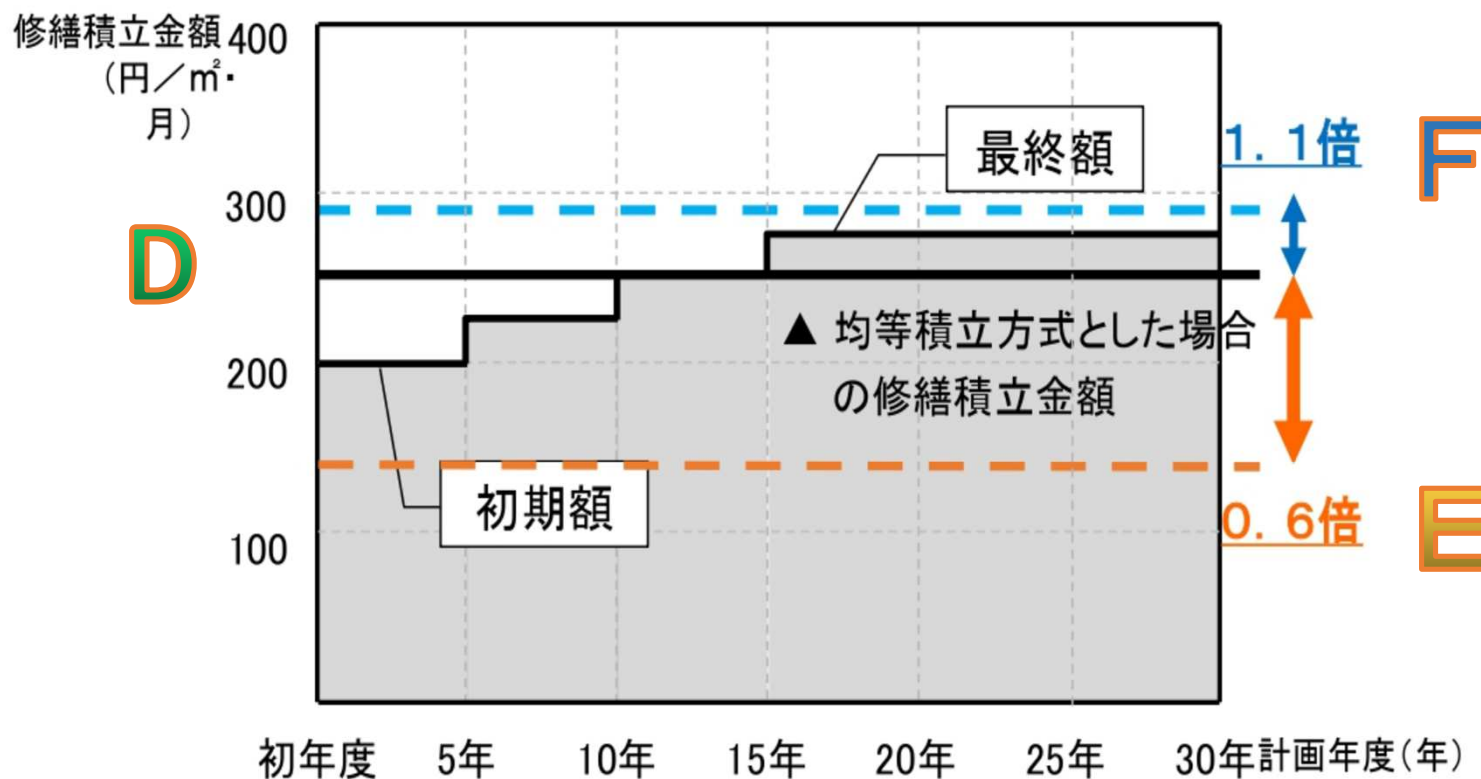 修繕積立金額
（円／㎡・
月）
400
300
200
100
D
最終額
1．1倍
F
▲ 均等積立方式とした場合
の修繕積立金額
初期額
0．6倍
E
初年度 5年 10年 15年 20年 25年 30年 計画年度（年）